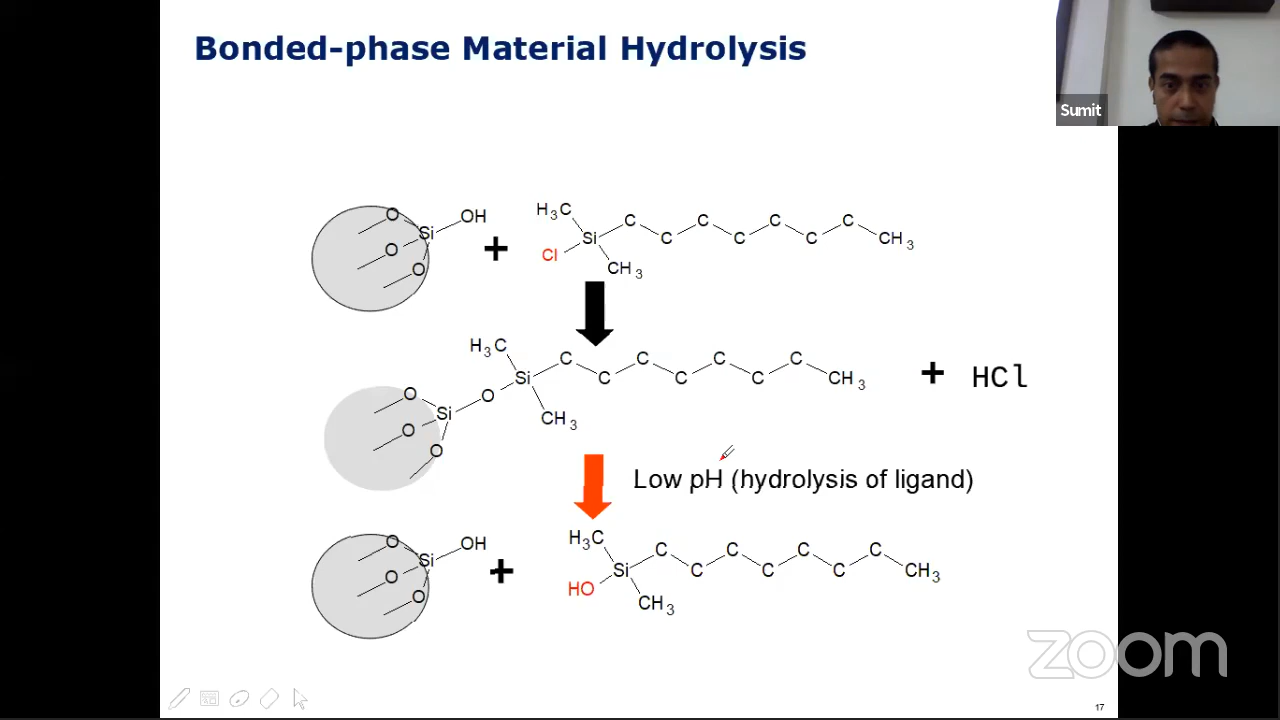 Bonded-phase Material Hydrolysis
Sumit
O Si OH O O + H3C Cl Si CH3 C C C C C C C CH3
H3C Si CH3 C C C C C C C CH3 + HCl
O Si O O O
Low pH (hydrolysis of ligand)
O Si OH O O + H3C HO Si CH3 C C C C C C C CH3
zoom
17